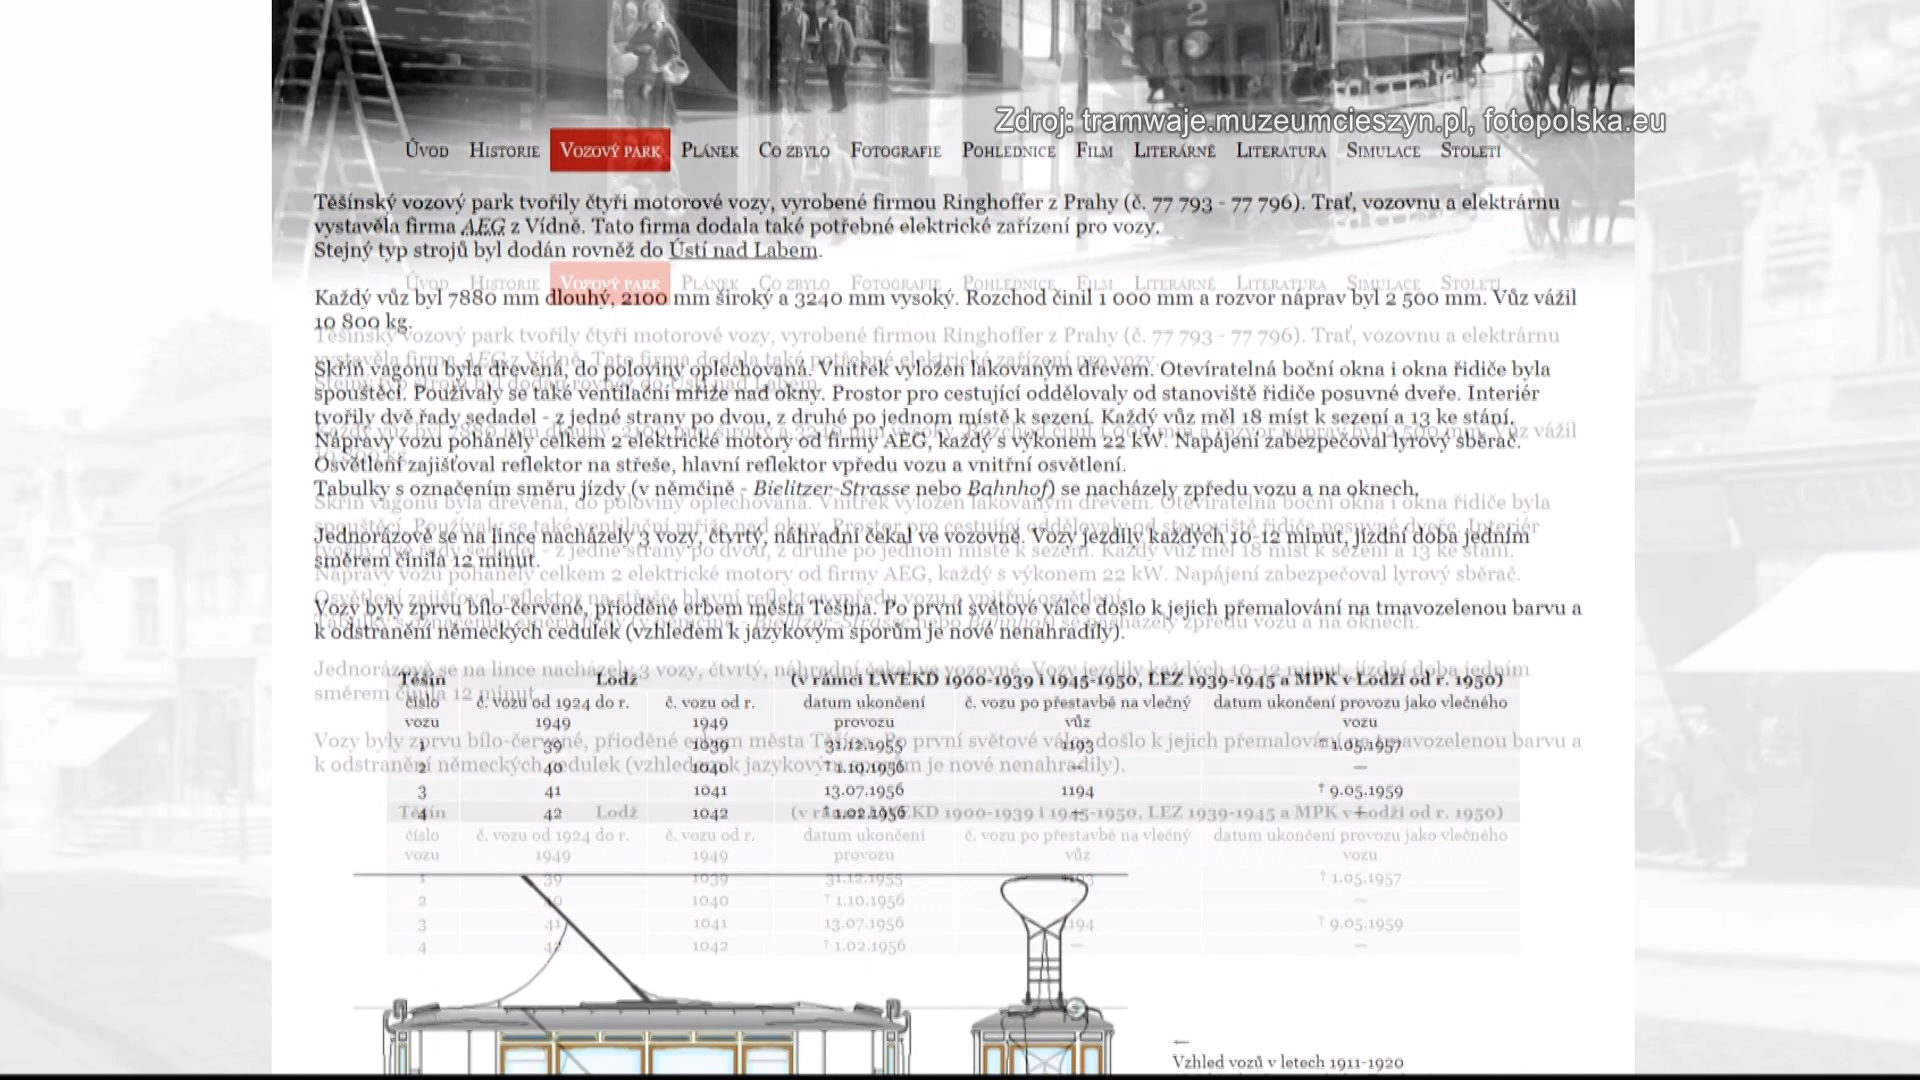 Zdroj: tramwaje.muzeumcieszyn.pl, fotopolska.eu
Úvod Historie Vozový park Plánek Co zbylo Fotografie Pohlednice Film Literárně Literatura Simulace Století
Těšínský vozový park tvořily čtyři motorové vozy, vyrobené firmou Ringhoffer z Prahy (č. 77 793 - 77 796). Trať, vozovnu a elektrárnu
vystavěla firma AEG z Vídně. Tato firma dodala také potřebné elektrické zařízení pro vozy.
Stejný typ strojů byl dodán rovněž do Ústí nad Labem.
Každý vůz byl 7880 mm dlouhý, 2100 mm široký a 3240 mm vysoký. Rozchod činil 1 000 mm a rozvor náprav byl 2 500 mm. Vůz vážil
10 800 kg.
Skříň vagonu byla dřevěná, do poloviny oplechovaná. Vnitřek vyložen lakovaným dřevem. Otevíratelná boční okna i okna řidiče byla
spouštěcí. Používaly se také ventilační mříže nad okny. Prostor pro cestující oddělovaly od stanoviště řidiče posuvné dveře. Interiér
tvořily dvě řady sedadel - z jedné strany po dvou, z druhé po jednom místě k sezení. Každý vůz měl 18 míst k sezení a 13 ke stání.
Nápravy vozu poháněly celkem 2 elektrické motory od firmy AEG, každý s výkonem 22 kW. Napájení zabezpečoval lyrový sběrač.
Osvětlení zajišťoval reflektor na střeše, hlavní reflektor vpředu vozu a vnitřní osvětlení.
Tabulky s označením směru jízdy (v němčině - Bielitzer-Strasse nebo Bahnhof) se nacházely zpředu vozu a na oknech.
Jednorázově se na lince nacházely 3 vozy, čtvrtý, náhradní čekal ve vozovně. Vozy jezdily každých 10-12 minut, jízdní doba jedním
směrem činila 12 minut.
Vozy byly zprvu bílo-červené, přioděné erbem města Těšína. Po první světové válce došlo k jejich přemalování na tmavozelenou barvu a
k odstranění německých cedulek (vzhledem k jazykovým sporům je nové nenahradily).
Těšín Lodž (v rámci ŁWEKD 1900-1939 i 1945-1950, LEZ 1939-1945 a MPK v Lodži od r. 1950)
číslo vozu č. vozu od 1924 do r. 1949 č. vozu od r. 1949 datum ukončení provozu č. vozu po přestavbě na vlečný vůz datum ukončení provozu jako vlečného vozu
1 39 1039 31.12.1955 1193 † 1.05.1957
2 40 1040 † 1.10.1956 —
3 41 1041 13.07.1956 1194 † 9.05.1959
4 42 1042 † 1.02.1956 — —
←
Vzhled vozů v letech 1911-1920